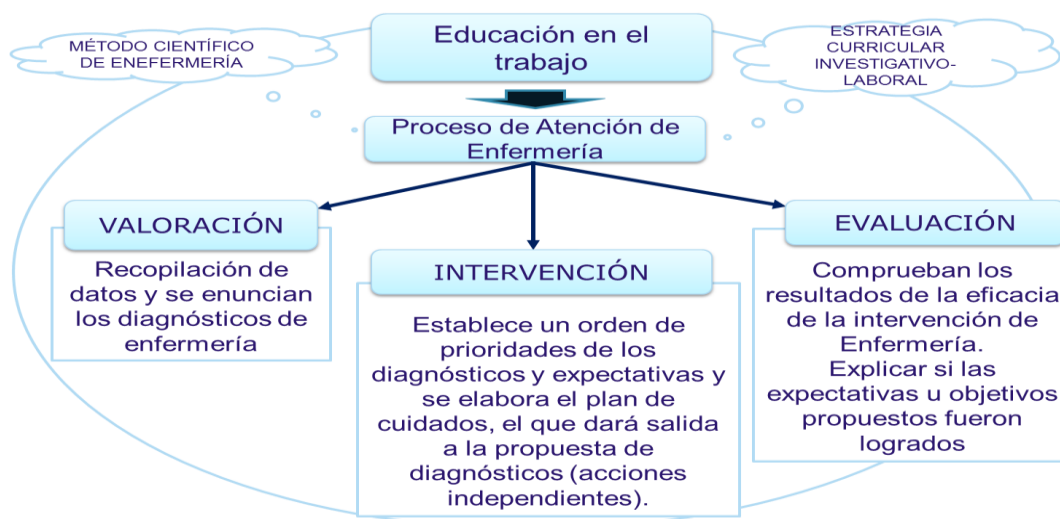 MÉTODO CIENTÍFICO
DE ENEFERMERÍA
Educación en el
trabajo
ESTRATEGIA
CURRICULAR
INVESTIGATIVO-
LABORAL
Proceso de Atención de
Enfermería
VALORACIÓN
Recopilación de
datos y se enuncian
los diagnósticos de
enfermería
INTERVENCIÓN
Establece un orden de
prioridades de los
diagnósticos y expectativas y
se elabora el plan de
cuidados, el que dará salida
a la propuesta de
diagnósticos (acciones
independientes).
EVALUACIÓN
Comprueban los
resultados de la eficacia
de la intervención de
Enfermería.
Explicar si las
expectativas u objetivos
propuestos fueron
logrados